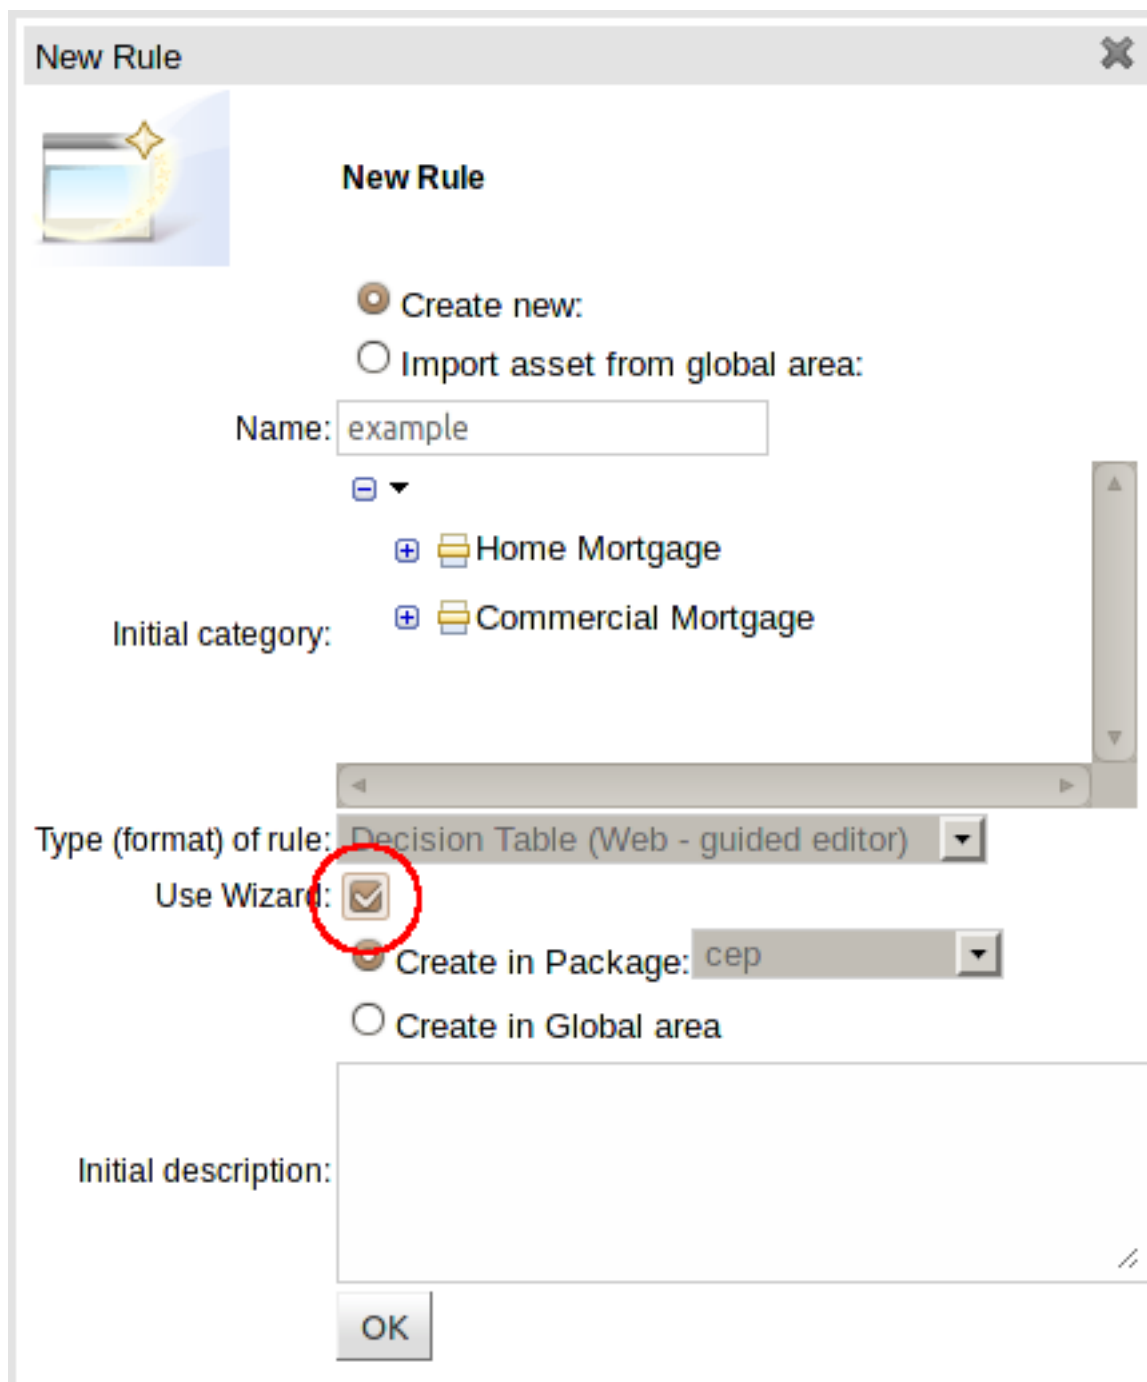 New Rule
New Rule
Create new:
Import asset from global area:
Name: example
Home Mortgage
Commercial Mortgage
Initial category:
Type (format) of rule: Decision Table (Web - guided editor)
Use Wizard:
Create in Package: cep
Create in Global area
Initial description:
OK